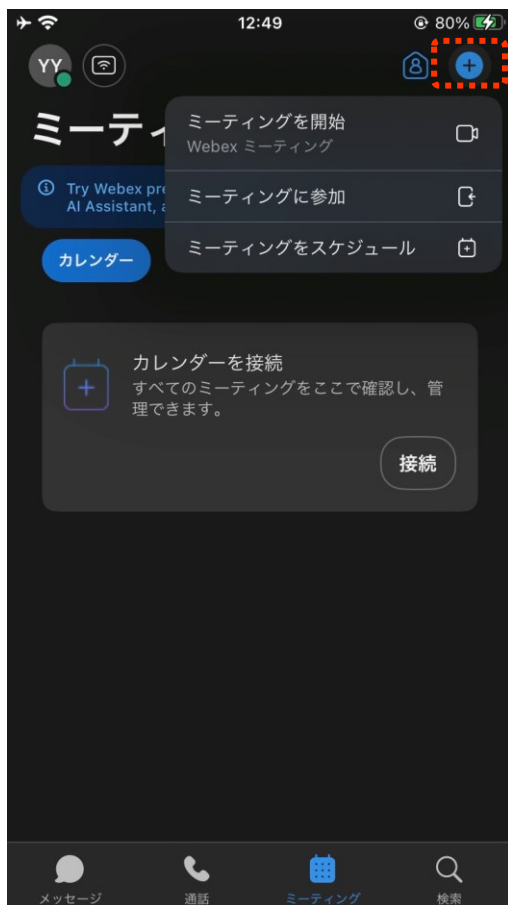 12:49
80%
YY
ミーティ
ミーティングを開始
Webex ミーティング
ミーティングに参加
ミーティングをスケジュール
Try Webex pre
AI Assistant, a
カレンダー
カレンダーを接続
すべてのミーティングをここで確認し、管
理できます。
接続
メッセージ
通話
ミーティング
検索